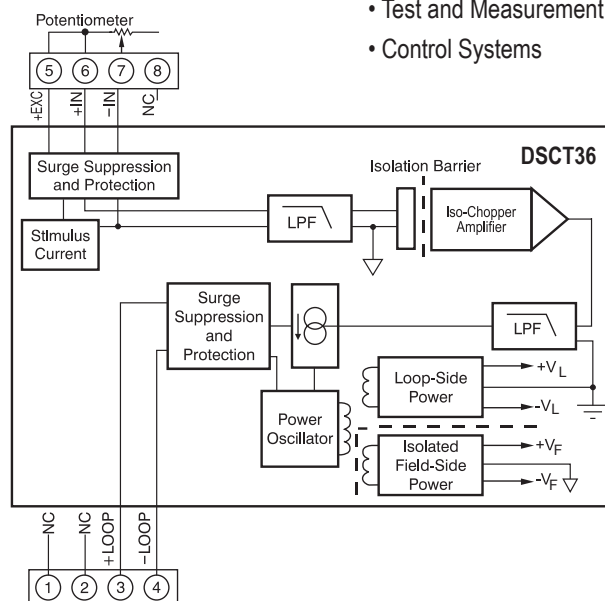 • Test and Measurement
• Control Systems
Potentiometer
5 6 7 8
+EXC
+IN
–IN
NC
DSCT36
Surge Suppression
and Protection
Isolation Barrier
Stlmulus
Current
LPF
Iso-Chopper
Amplifier
Surge
Suppression
and
Protection
LPF
Loop-Side
Power
+VL
-VL
Power
Oscillator
Isolated
Field-Side
Power
+VF
-VF
NC
NC
+LOOP
–LOOP
1 2 3 4